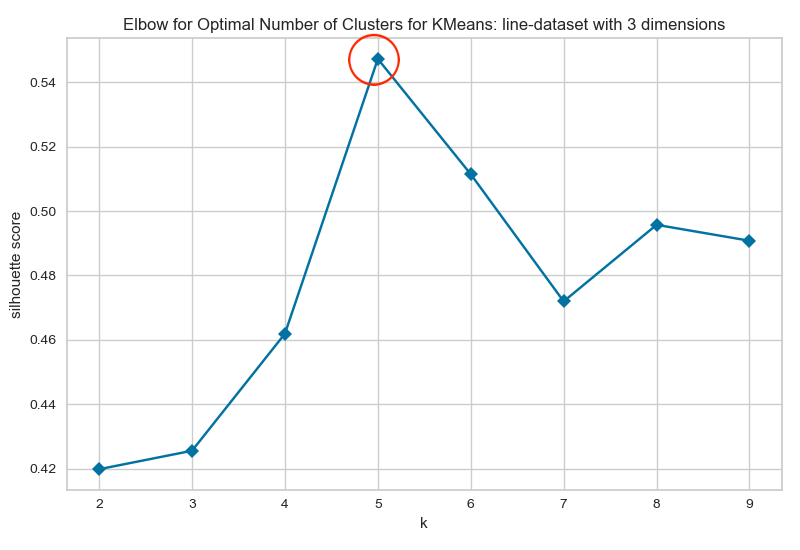 Elbow for Optimal Number of Clusters for KMeans: line-dataset with 3 dimensions
silhouette score
0.54
0.52
0.50
0.48
0.46
0.44
0.42
2 3 4 5 6 7 8 9
k